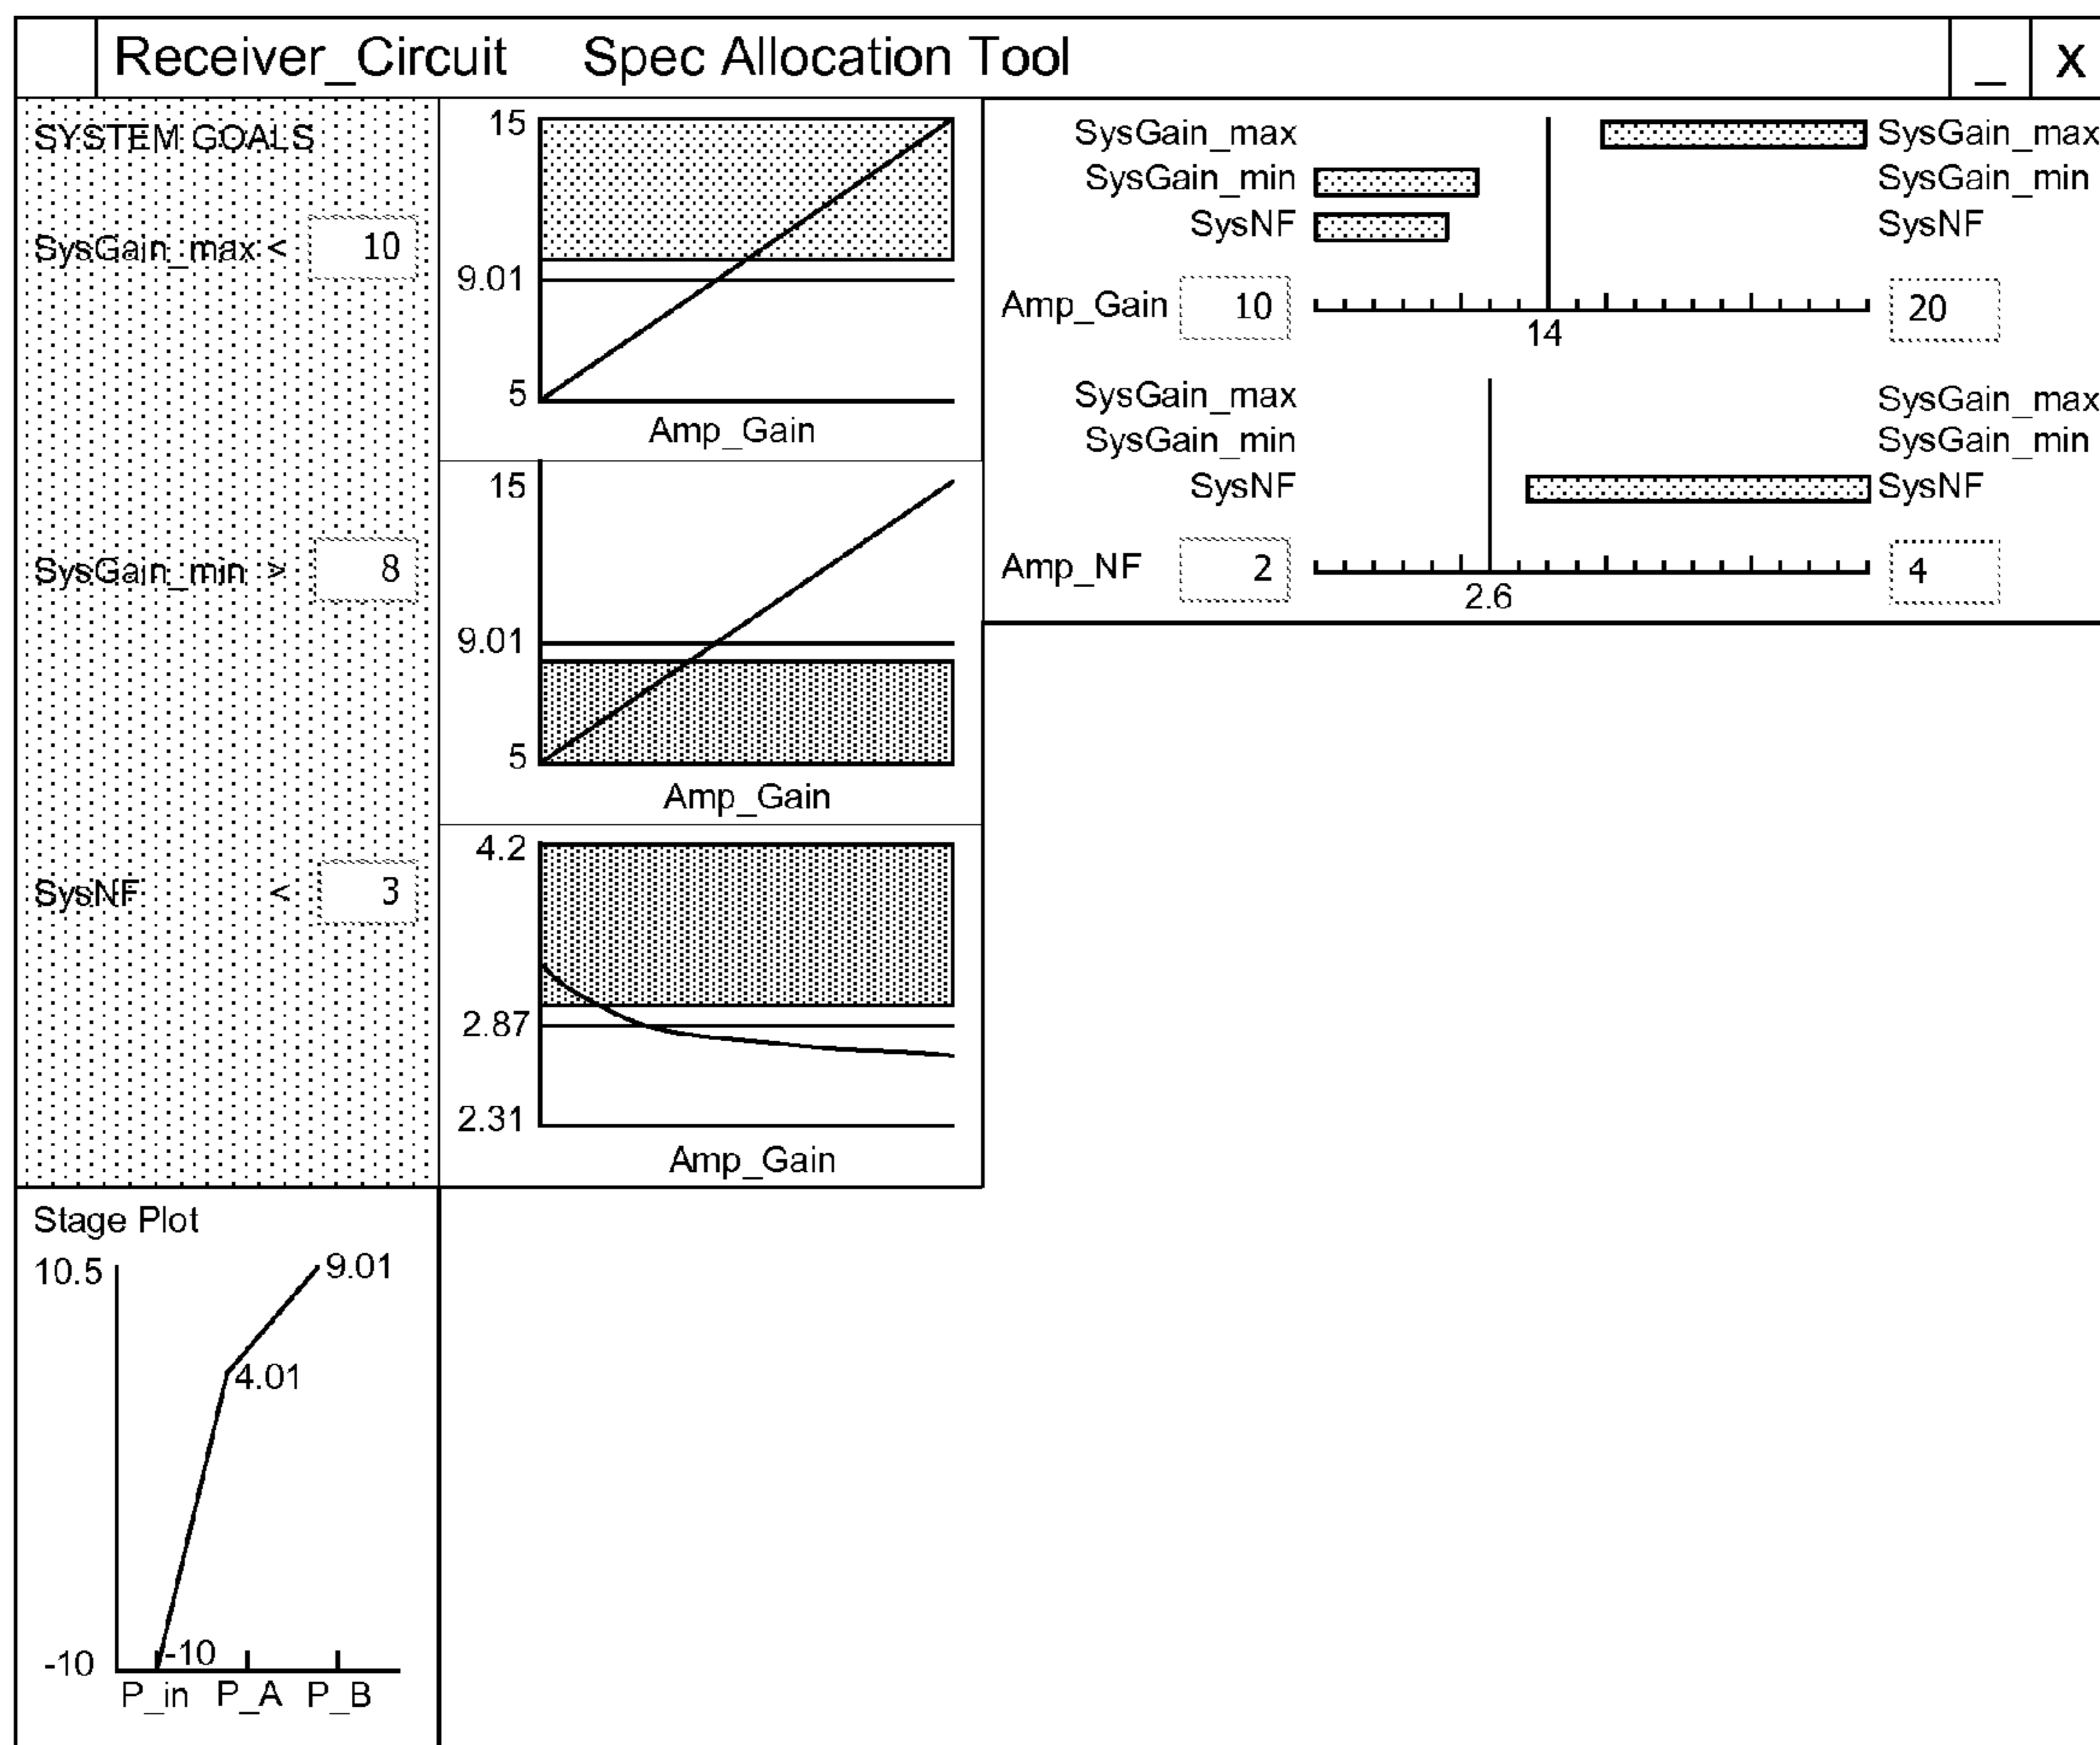 Receiver_Circuit Spec Allocation Tool _ X
SYSTEM GOALS
SysGain_max < 10
SysGain_min > 8
SysNF < 3
15
9.01
5
Amp_Gain
15
9.01
5
Amp_Gain
4.2
2.87
2.31
Amp_Gain
SysGain_max SysGain_max
SysGain_min SysGain_min
SysNF SysNF
Amp_Gain 10 20
14
SysGain_max SysGain_max
SysGain_min SysGain_min
SysNF SysNF
Amp_NF 2 4
2.6
Stage Plot
10.5 9.01
4.01
-10 -10
P_in P_A P_B